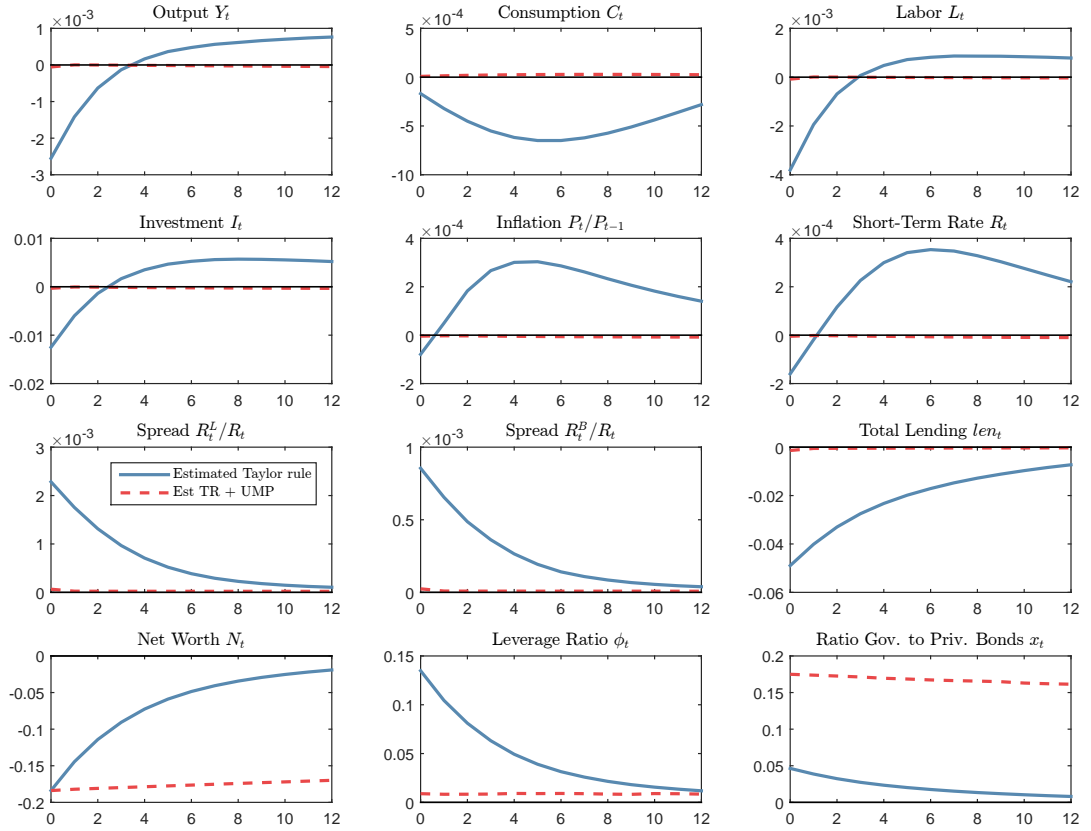 Output Y_t
×10^-3
1
0
-1
-2
-3
0 2 4 6 8 10 12
Consumption C_t
×10^-4
5
0
-5
-10
0 2 4 6 8 10 12
Labor L_t
×10^-3
2
0
-2
-4
0 2 4 6 8 10 12
Investment I_t
0.01
0
-0.01
-0.02
0 2 4 6 8 10 12
Inflation P_t/P_{t-1}
×10^-4
4
2
0
-2
0 2 4 6 8 10 12
Short-Term Rate R_t
×10^-4
4
2
0
-2
0 2 4 6 8 10 12
Spread R_t^L/R_t
×10^-3
3
2
1
0
Estimated Taylor rule
Est TR + UMP
0 2 4 6 8 10 12
Spread R_t^B/R_t
×10^-3
1
0.5
0
0 2 4 6 8 10 12
Total Lending len_t
0
-0.02
-0.04
-0.06
0 2 4 6 8 10 12
Net Worth N_t
0
-0.05
-0.1
-0.15
-0.2
0 2 4 6 8 10 12
Leverage Ratio ϕ_t
0.15
0.1
0.05
0
0 2 4 6 8 10 12
Ratio Gov. to Priv. Bonds x_t
0.2
0.15
0.1
0.05
0
0 2 4 6 8 10 12